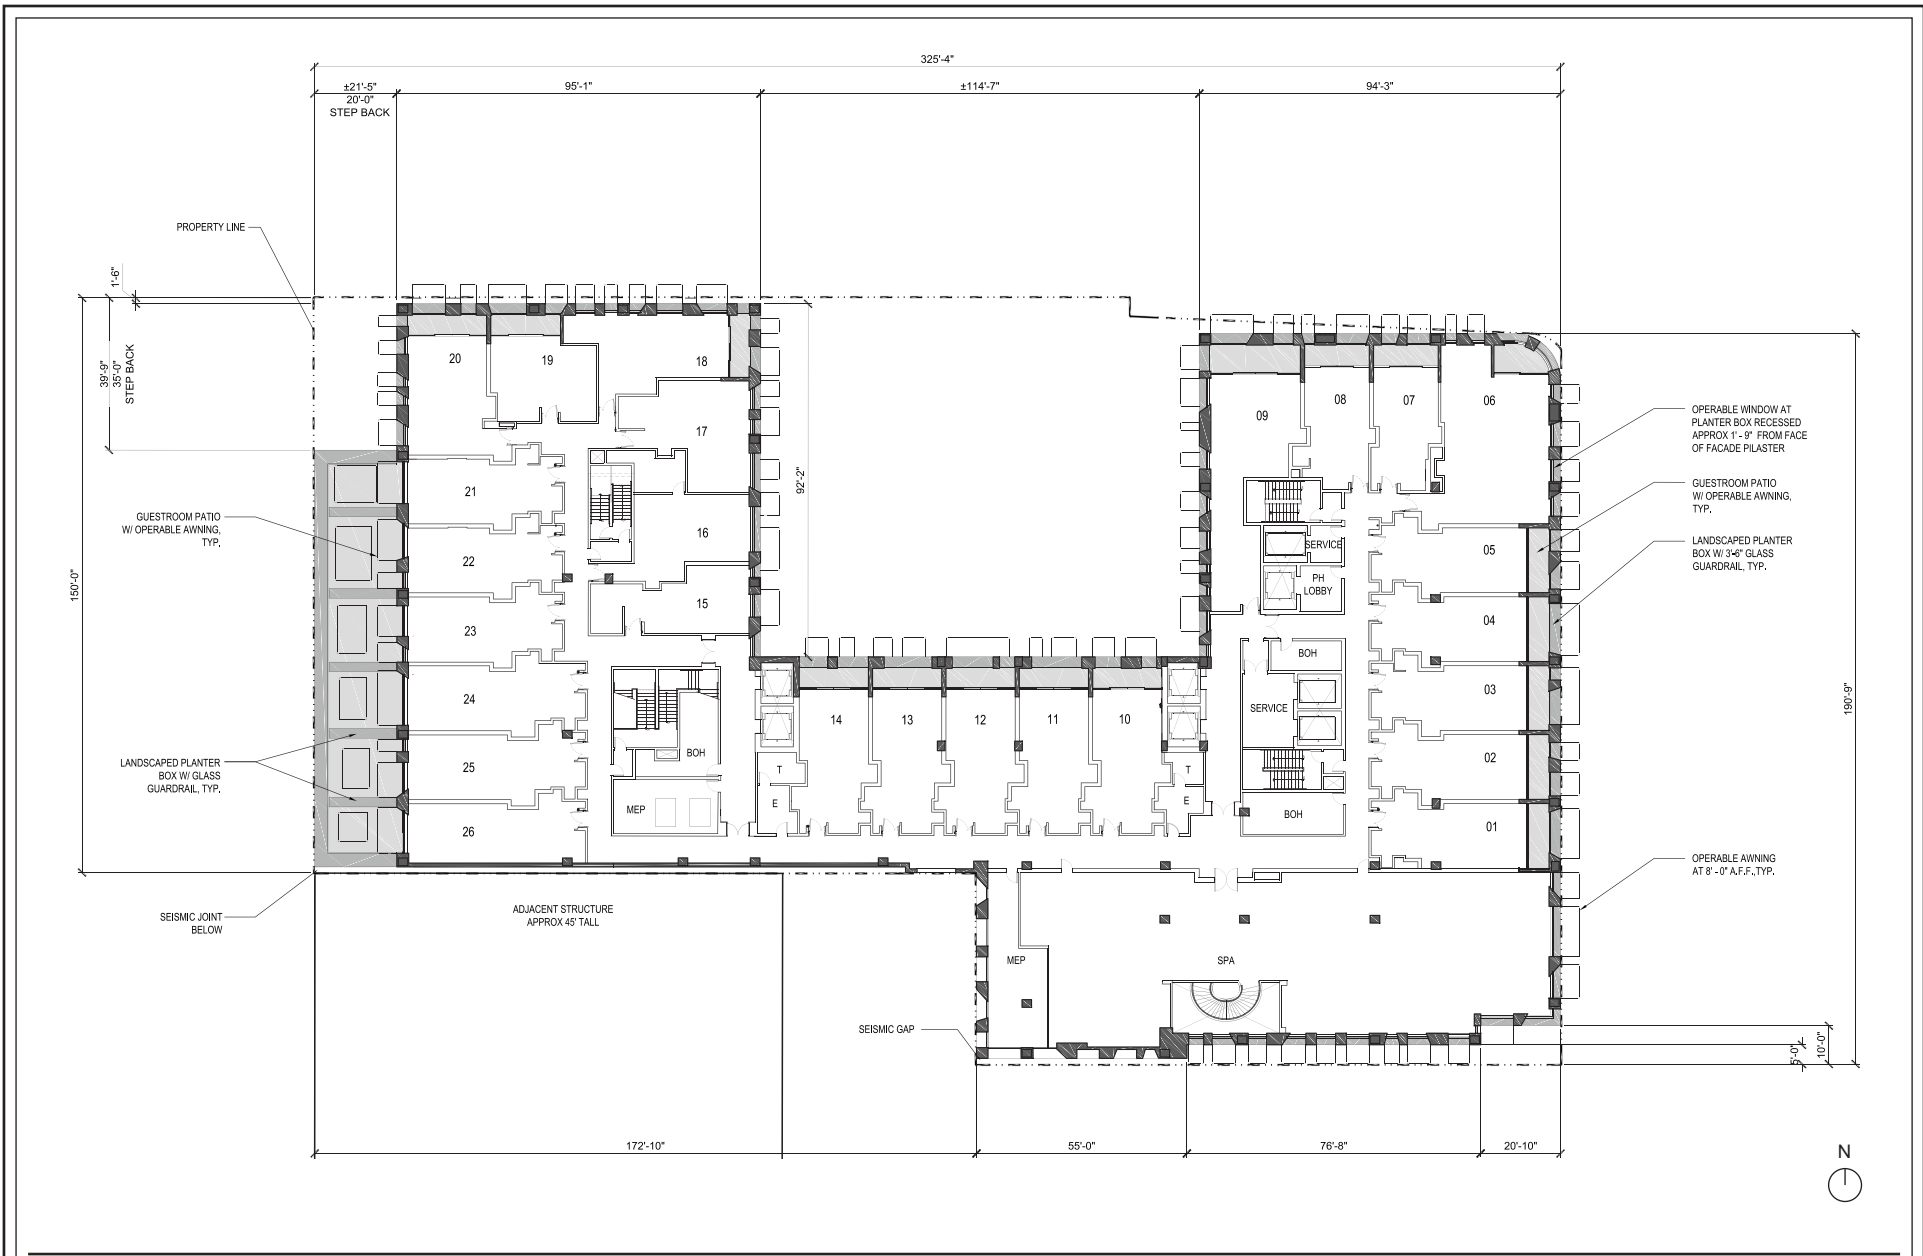 325'-4"
±21'-5"
20'-0"
STEP BACK
95'-1"
±114'-7"
94'-3"
PROPERTY LINE
1'-6"
39'-9"
35'-0"
STEP BACK
150'-0"
92'-2"
190'-9"
20
19
18
17
16
15
21
22
23
24
25
26
14
13
12
11
10
09
08
07
06
05
04
03
02
01
GUESTROOM PATIO
W/ OPERABLE AWNING,
TYP.
LANDSCAPED PLANTER
BOX W/ GLASS
GUARDRAIL, TYP.
SEISMIC JOINT
BELOW
ADJACENT STRUCTURE
APPROX 45' TALL
BOH
MEP
T
E
T
E
SERVICE
PH
LOBBY
BOH
SERVICE
BOH
MEP
SPA
SEISMIC GAP
OPERABLE WINDOW AT
PLANTER BOX RECESSED
APPROX 1' - 9" FROM FACE
OF FACADE PILASTER
GUESTROOM PATIO
W/ OPERABLE AWNING,
TYP.
LANDSCAPED PLANTER
BOX W/ 3'-6" GLASS
GUARDRAIL, TYP.
OPERABLE AWNING
AT 8' - 0" A.F.F.,TYP.
5'-0"
10'-0"
172'-10"
55'-0"
76'-8"
20'-10"
N